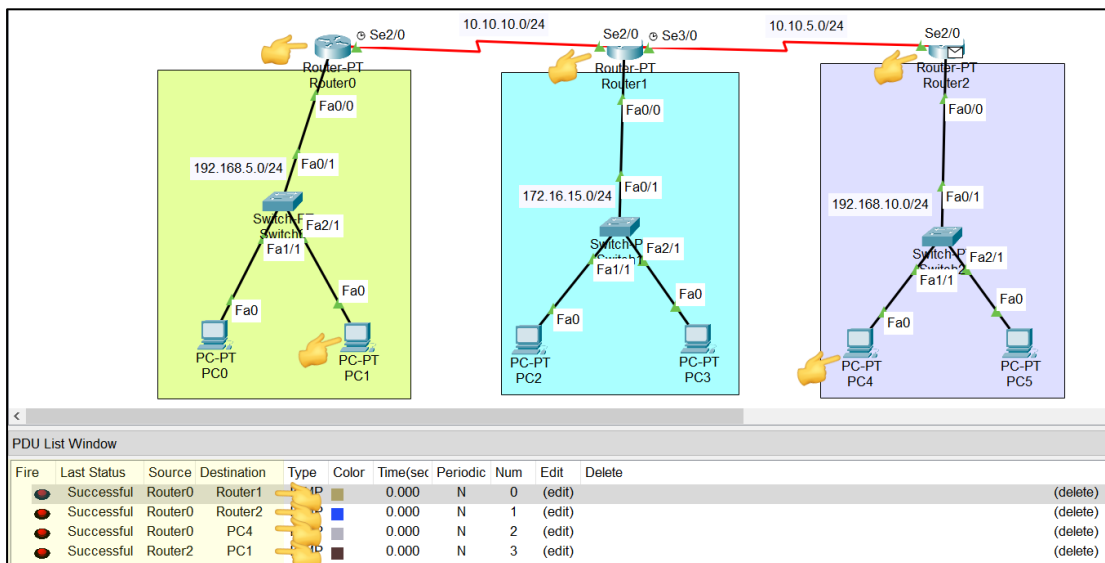 10.10.10.0/24
10.10.5.0/24
Se2/0
Se2/0
Se3/0
Se2/0
Router-PT
Router0
Router-PT
Router1
Router-PT
Router2
Fa0/0
Fa0/0
Fa0/0
192.168.5.0/24
Fa0/1
172.16.15.0/24
Fa0/1
192.168.10.0/24
Fa0/1
Fa2/1
Fa1/1
Fa2/1
Fa1/1
Fa2/1
Fa1/1
Fa0
Fa0
Fa0
Fa0
Fa0
Fa0
PC-PT
PC0
PC-PT
PC1
PC-PT
PC2
PC-PT
PC3
PC-PT
PC4
PC-PT
PC5
PDU List Window
Fire Last Status Source Destination Type Color Time(sec Periodic Num Edit Delete
Successful Router0 Router1 0.000 N 0 (edit) (delete)
Successful Router0 Router2 0.000 N 1 (edit) (delete)
Successful Router0 PC4 0.000 N 2 (edit) (delete)
Successful Router2 PC1 0.000 N 3 (edit) (delete)